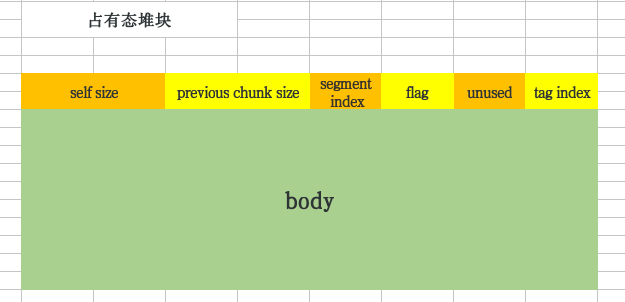 占有态堆块
self size
previous chunk size
segment
index
flag
unused
tag index
body